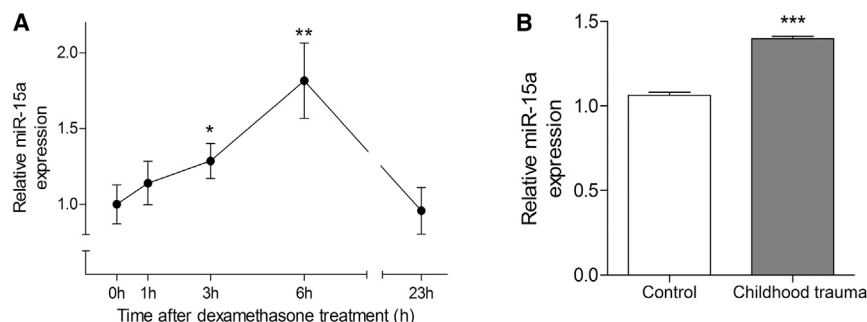 A
Relative miR-15a
expression
2.0
1.5
1.0
*
**
0h 1h 3h 6h 23h
Time after dexamethasone treatment (h)
B
Relative miR-15a
expression
1.5
1.0
0.5
0.0
***
Control Childhood trauma